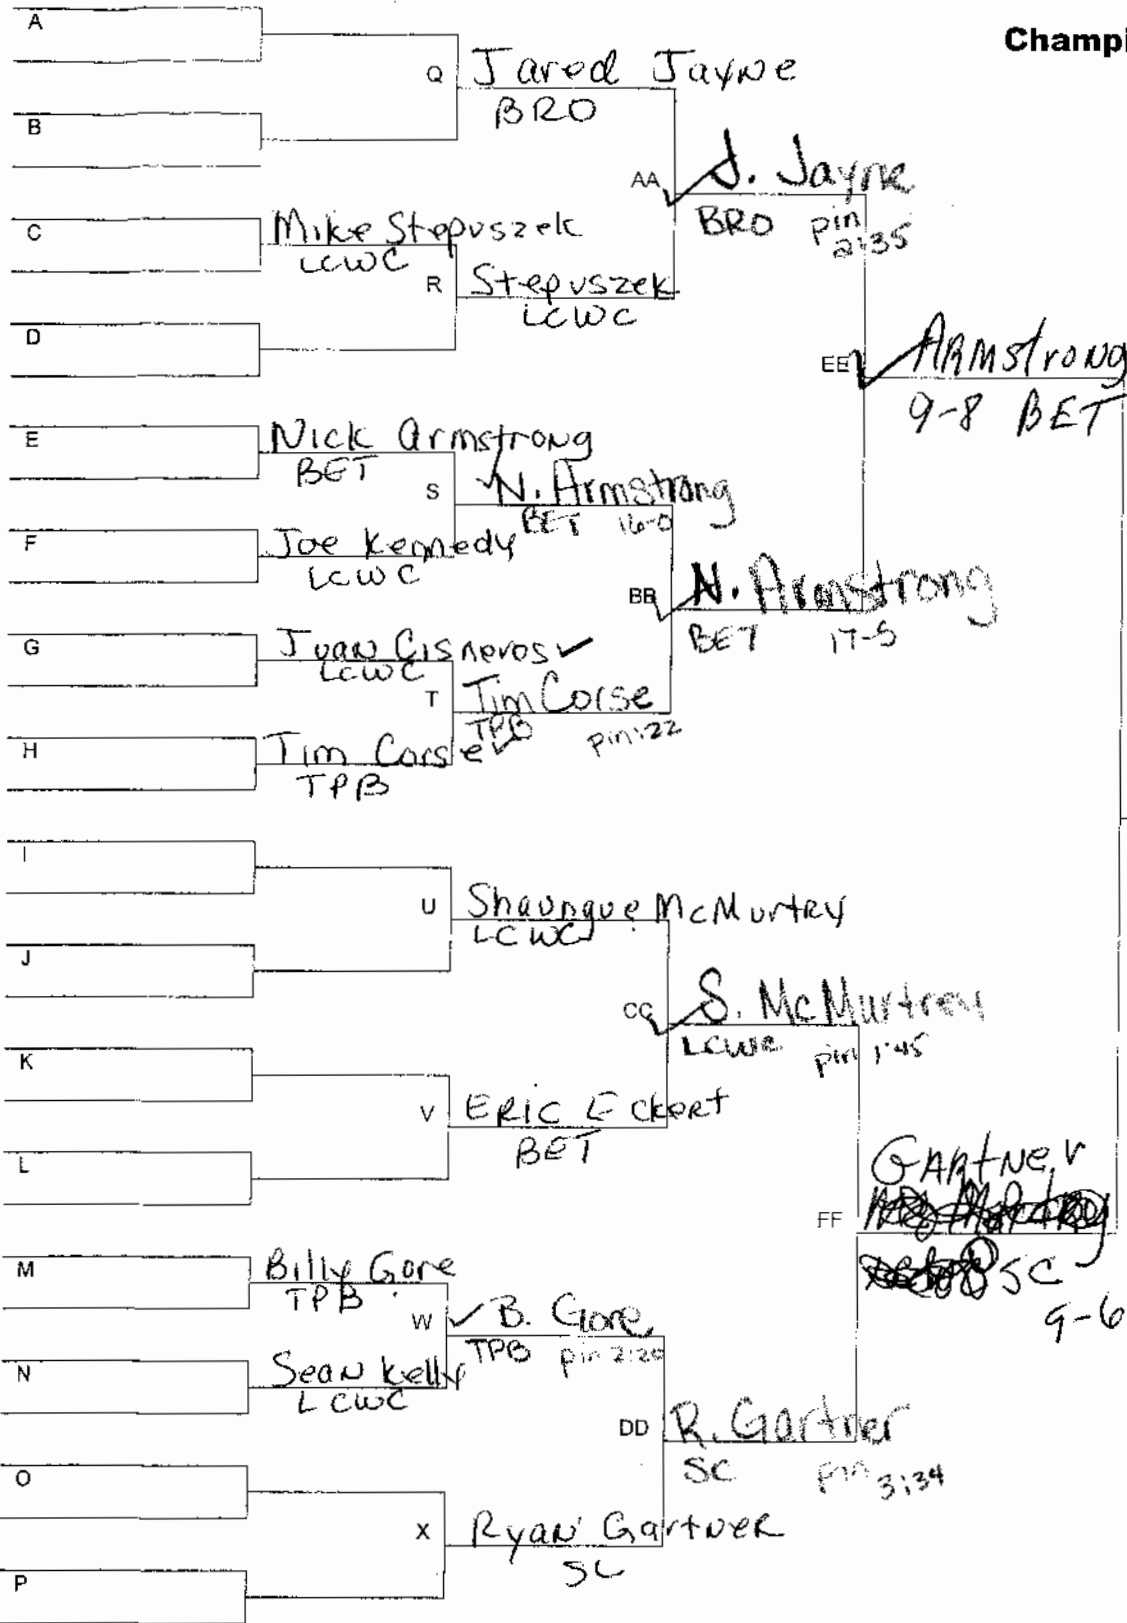 A
Champi
Q Jared Jayne
BRO
B
AA J. Jayne
BRO pin 2:35
C Mike Stepuszek
LCWC
R Stepuszek
LCWC
D
EE Armstrong
9-8 BET
E Nick Armstrong
BET
S N. Armstrong
BET 16-0
F Joe Kennedy
LCWC
BB N. Armstrong
BET 17-5
G Juan Cisneros
LCWC
T Tim Corse
TPB pin :22
H Tim Corse
TPB
I
U Shaunque McMurtry
LCWC
J
CC S. McMurtrey
LCWC pin 1:45
K
V Eric Eckert
BET
L
Gartner
FF
SC
9-6
M Billy Gore
TPB
W B. Gore
TPB pin 2:20
N Sean Kelly
LCWC
DD R. Gartner
SC pin 3:34
O
X Ryan Gartner
SC
P